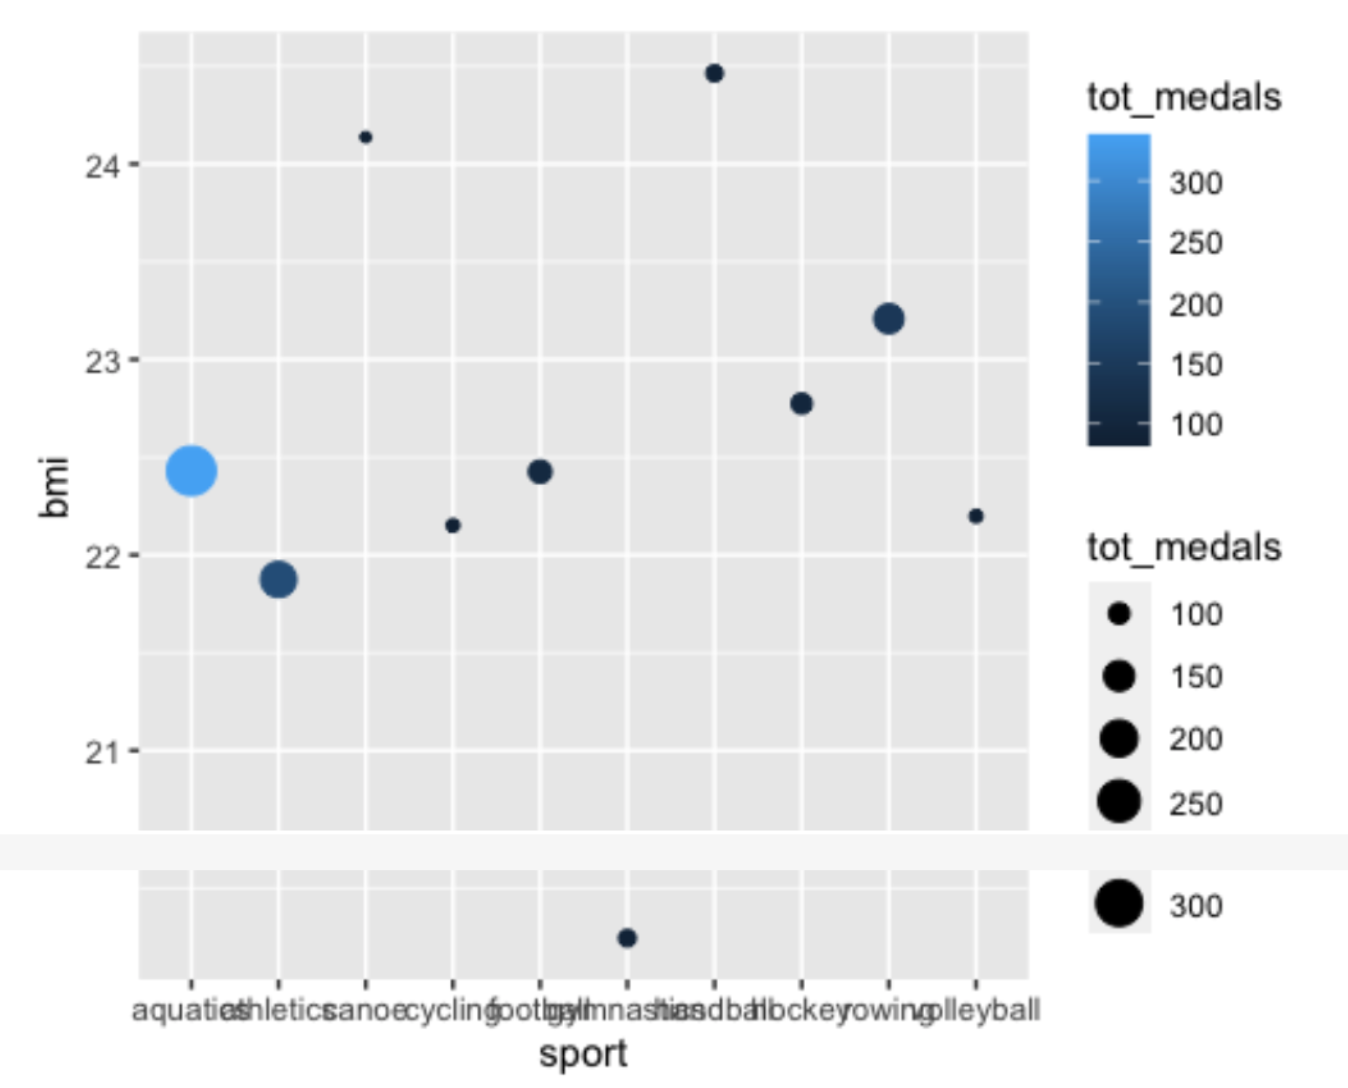 bmi
24
23
22
21
aquatics athletics canoe cycling football gymnastics handball hockey rowing volleyball
sport
tot_medals
300
250
200
150
100
tot_medals
100
150
200
250
300